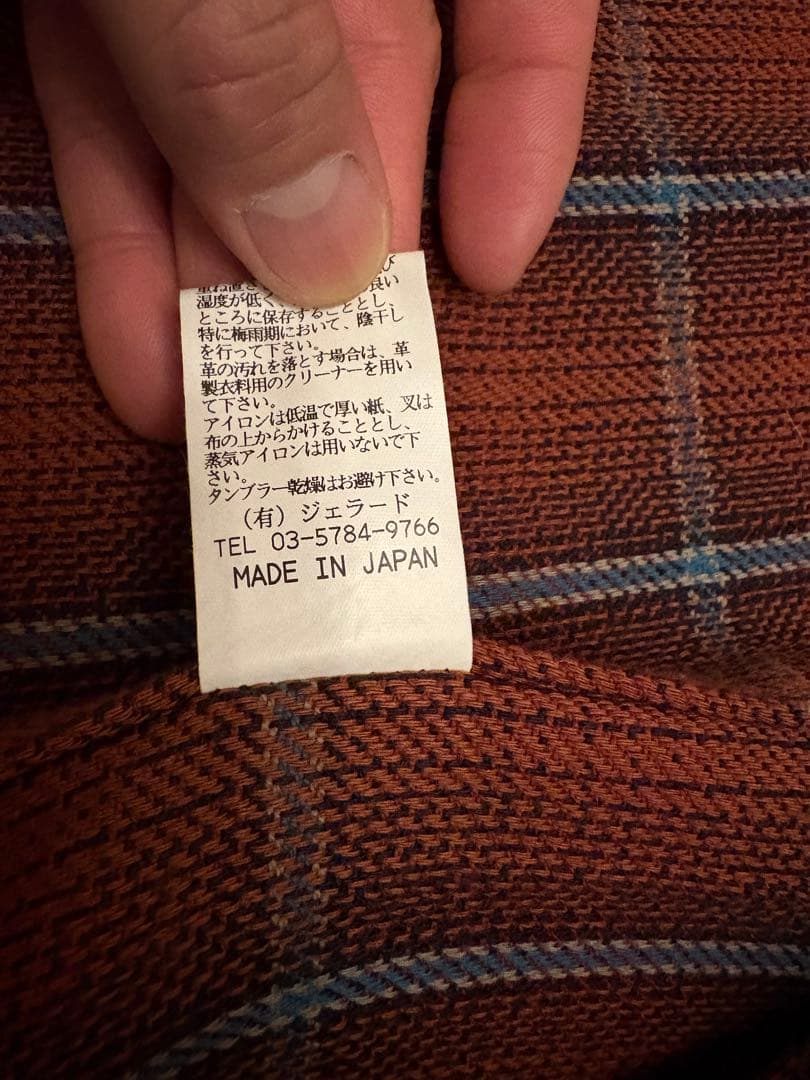 重ね置き
良い
湿度が低く、
ところに保存することとし、
特に梅雨期において、陰干し
を行って下さい。
革の汚れを落とす場合は、革
製衣料用のクリーナーを用い
て下さい。
アイロンは低温で厚い紙、又は
布の上からかけることとし、
蒸気アイロンは用いないで下
さい。
タンブラー乾燥はお避け下さい。
（有）ジェラード
TEL 03-5784-9766
MADE IN JAPAN